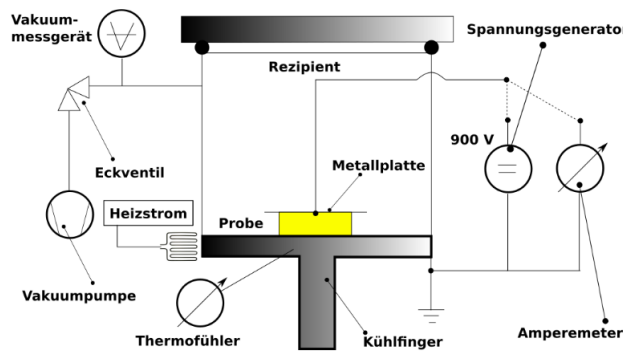 Vakuum-
messgerät
Spannungsgenerator
Rezipient
900 V
Eckventil
Metallplatte
Heizstrom
Probe
Vakuumpumpe
Thermofühler
Kühlfinger
Amperemeter